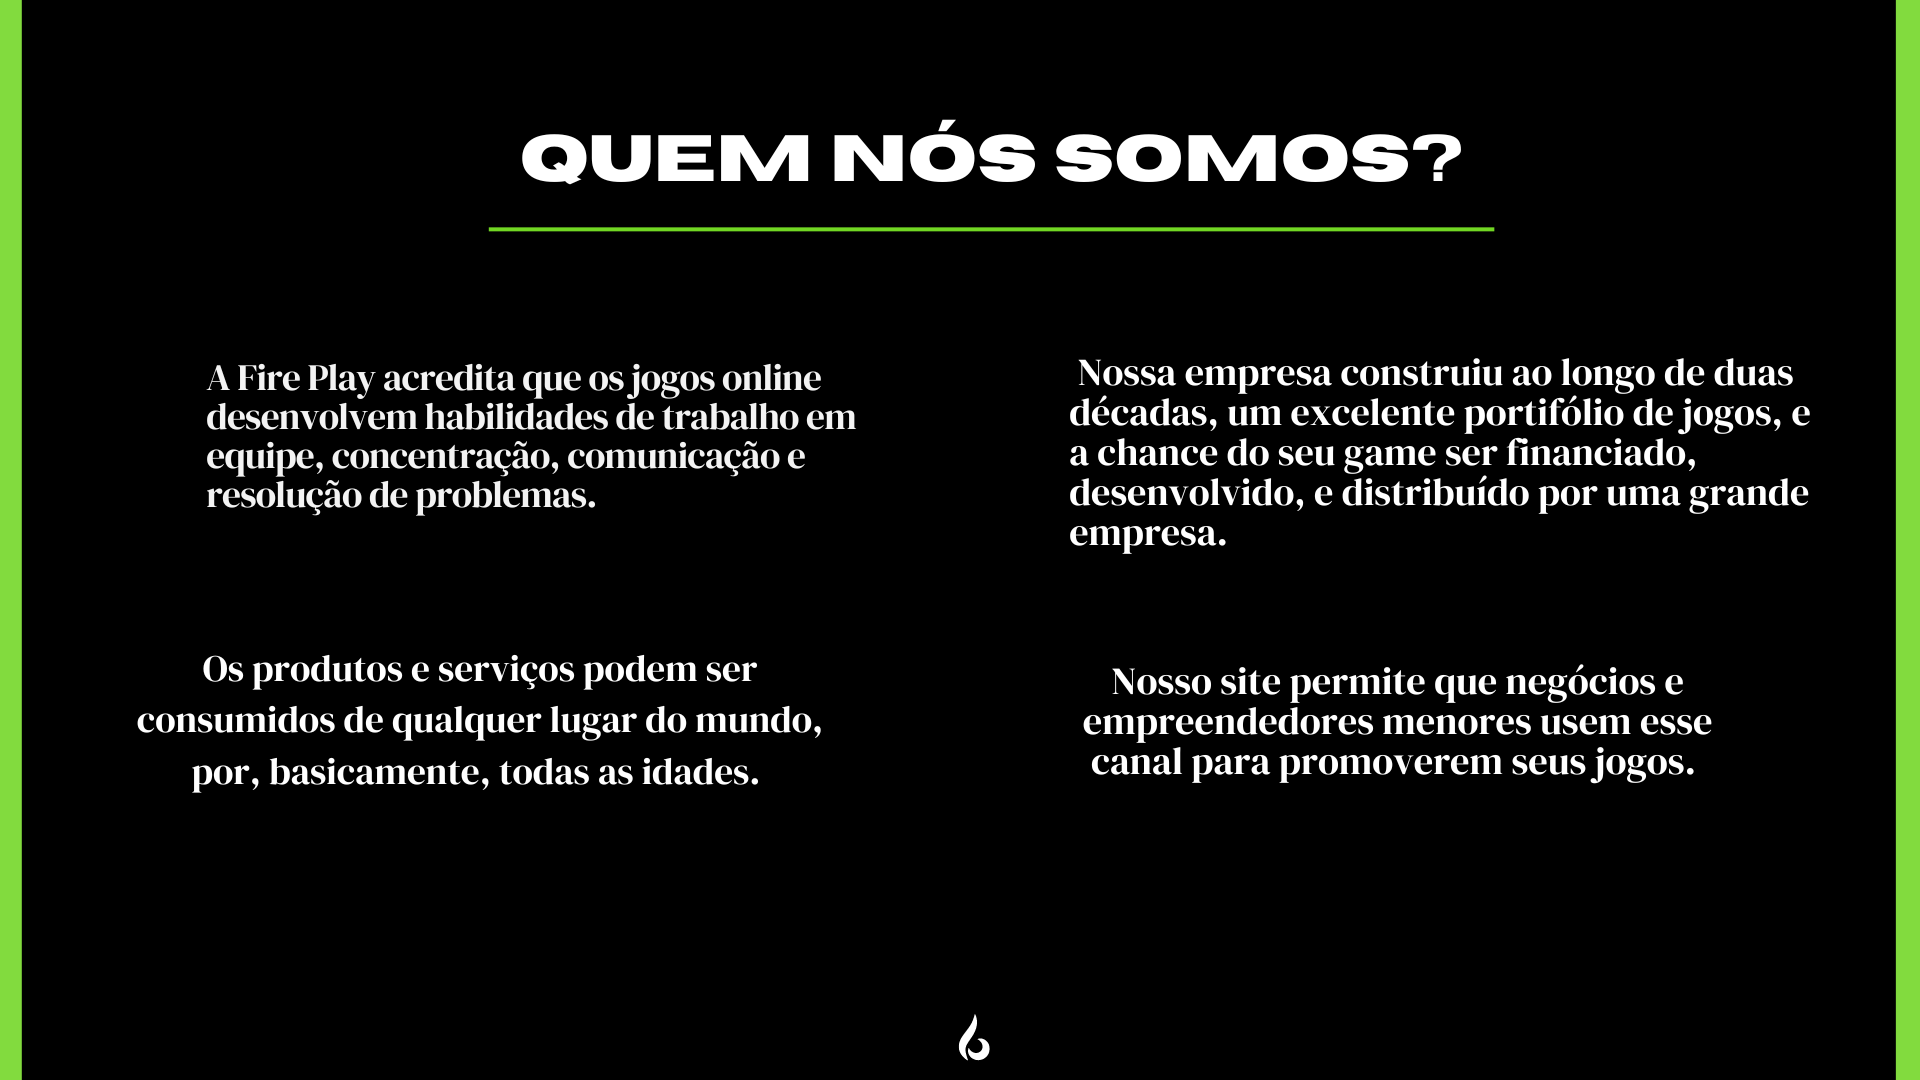 QUEM NÓS SOMOS?
A Fire Play acredita que os jogos online
desenvolvem habilidades de trabalho em
equipe, concentração, comunicação e
resolução de problemas.
Nossa empresa construiu ao longo de duas
décadas, um excelente portifólio de jogos, e
a chance do seu game ser financiado,
desenvolvido, e distribuído por uma grande
empresa.
Os produtos e serviços podem ser
consumidos de qualquer lugar do mundo,
por, basicamente, todas as idades.
Nosso site permite que negócios e
empreendedores menores usem esse
canal para promoverem seus jogos.